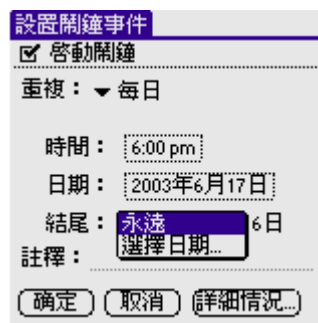 設置鬧鐘事件
啓動鬧鐘
重複： 每日
時間： 6:00 pm
日期： 2003年6月17日
結尾： 永遠 6日
選擇日期...
註釋：
确定 取消 詳細情況...